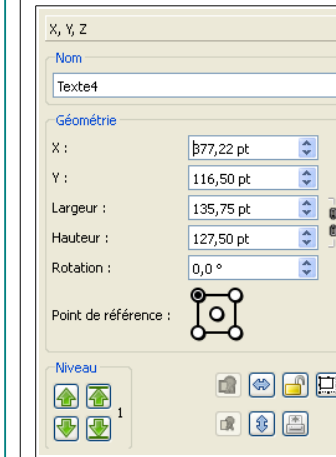 X, Y, Z
Nom
Texte4
Géométrie
X : 377,22 pt
Y : 116,50 pt
Largeur : 135,75 pt
Hauteur : 127,50 pt
Rotation : 0,0 °
Point de référence :
Niveau
1